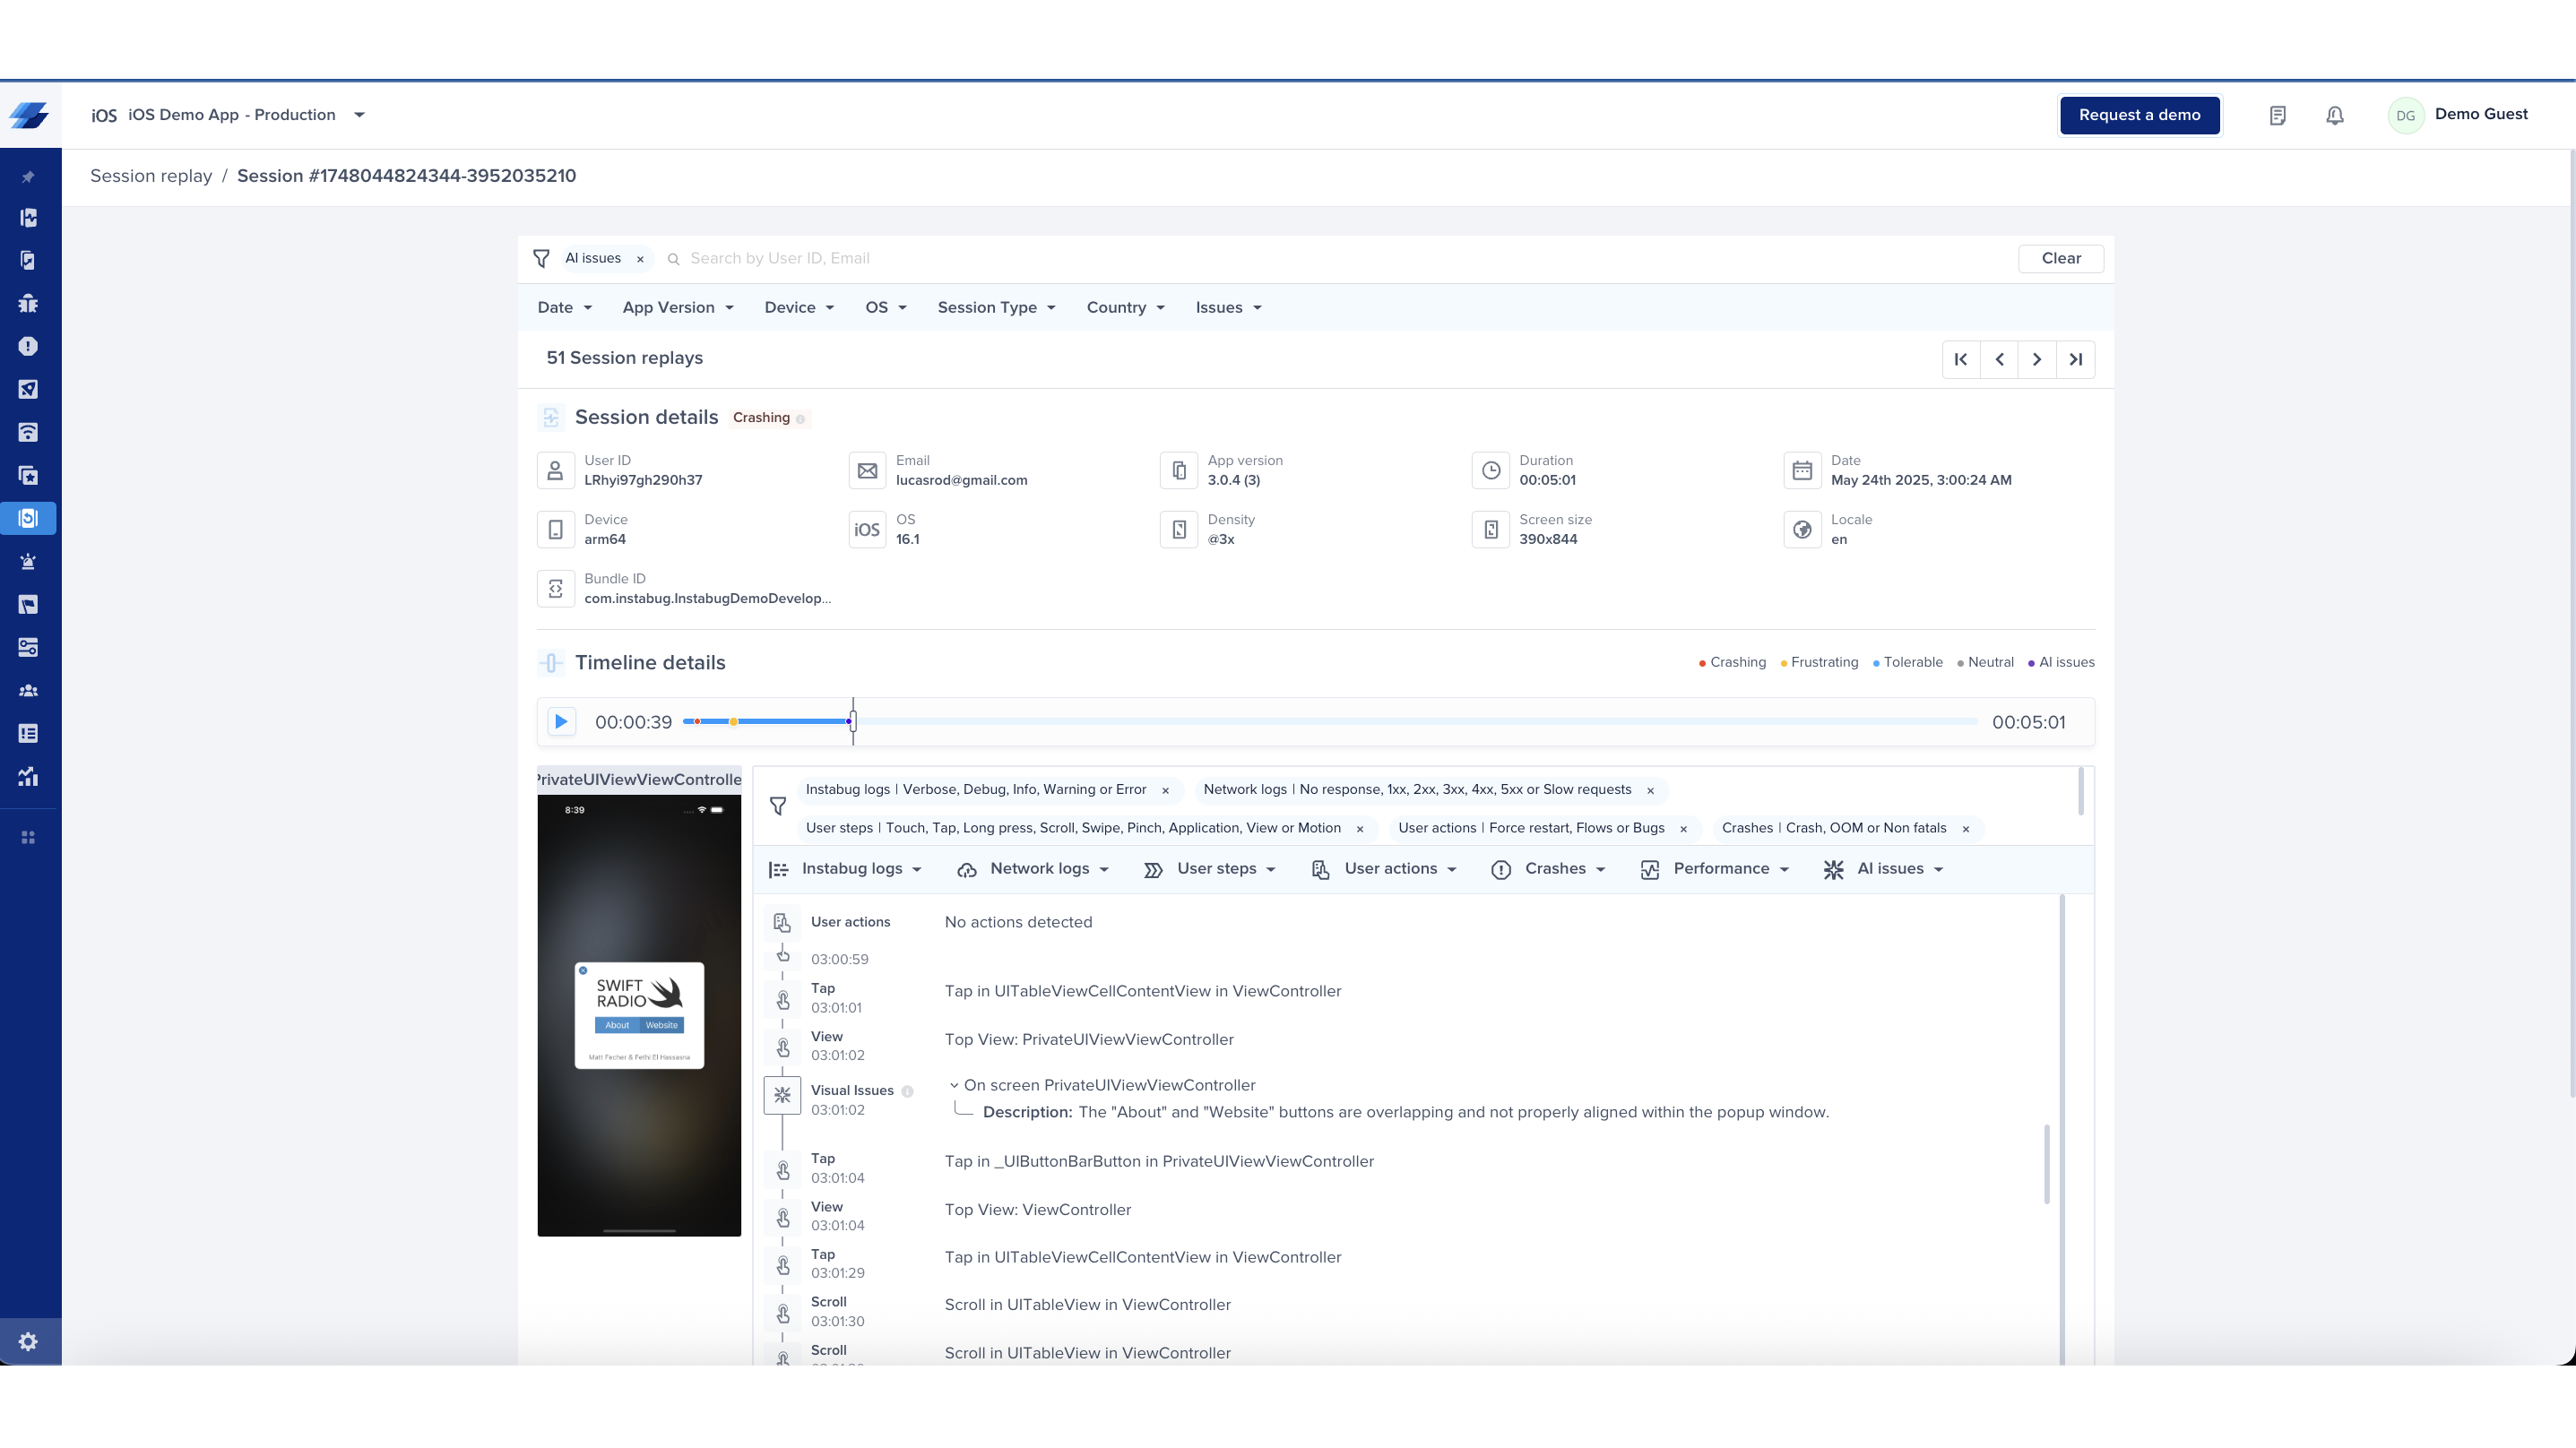 iOS iOS Demo App - Production
Request a demo
DG Demo Guest
Session replay / Session #1748044824344-3952035210
AI issues × Search by User ID, Email
Clear
Date App Version Device OS Session Type Country Issues
51 Session replays
Session details Crashing
User ID
LRhyi97gh290h37
Email
lucasrod@gmail.com
App version
3.0.4 (3)
Duration
00:05:01
Date
May 24th 2025, 3:00:24 AM
Device
arm64
iOS
OS
16.1
Density
@3x
Screen size
390x844
Locale
en
Bundle ID
com.instabug.InstabugDemoDevelop...
Timeline details
Crashing Frustrating Tolerable Neutral AI issues
00:00:39
00:05:01
PrivateUIViewViewControlle
8:39
SWIFT
RADIO
About Website
Matt Fecher & Fethi El Hassasna
Instabug logs | Verbose, Debug, Info, Warning or Error × Network logs | No response, 1xx, 2xx, 3xx, 4xx, 5xx or Slow requests ×
User steps | Touch, Tap, Long press, Scroll, Swipe, Pinch, Application, View or Motion × User actions | Force restart, Flows or Bugs × Crashes | Crash, OOM or Non fatals ×
Instabug logs Network logs User steps User actions Crashes Performance AI issues
User actions No actions detected
03:00:59
Tap
03:01:01
Tap in UITableViewCellContentView in ViewController
View
03:01:02
Top View: PrivateUIViewViewController
Visual Issues
03:01:02
On screen PrivateUIViewViewController
Description: The "About" and "Website" buttons are overlapping and not properly aligned within the popup window.
Tap
03:01:04
Tap in _UIButtonBarButton in PrivateUIViewViewController
View
03:01:04
Top View: ViewController
Tap
03:01:29
Tap in UITableViewCellContentView in ViewController
Scroll
03:01:30
Scroll in UITableView in ViewController
Scroll
Scroll in UITableView in ViewController